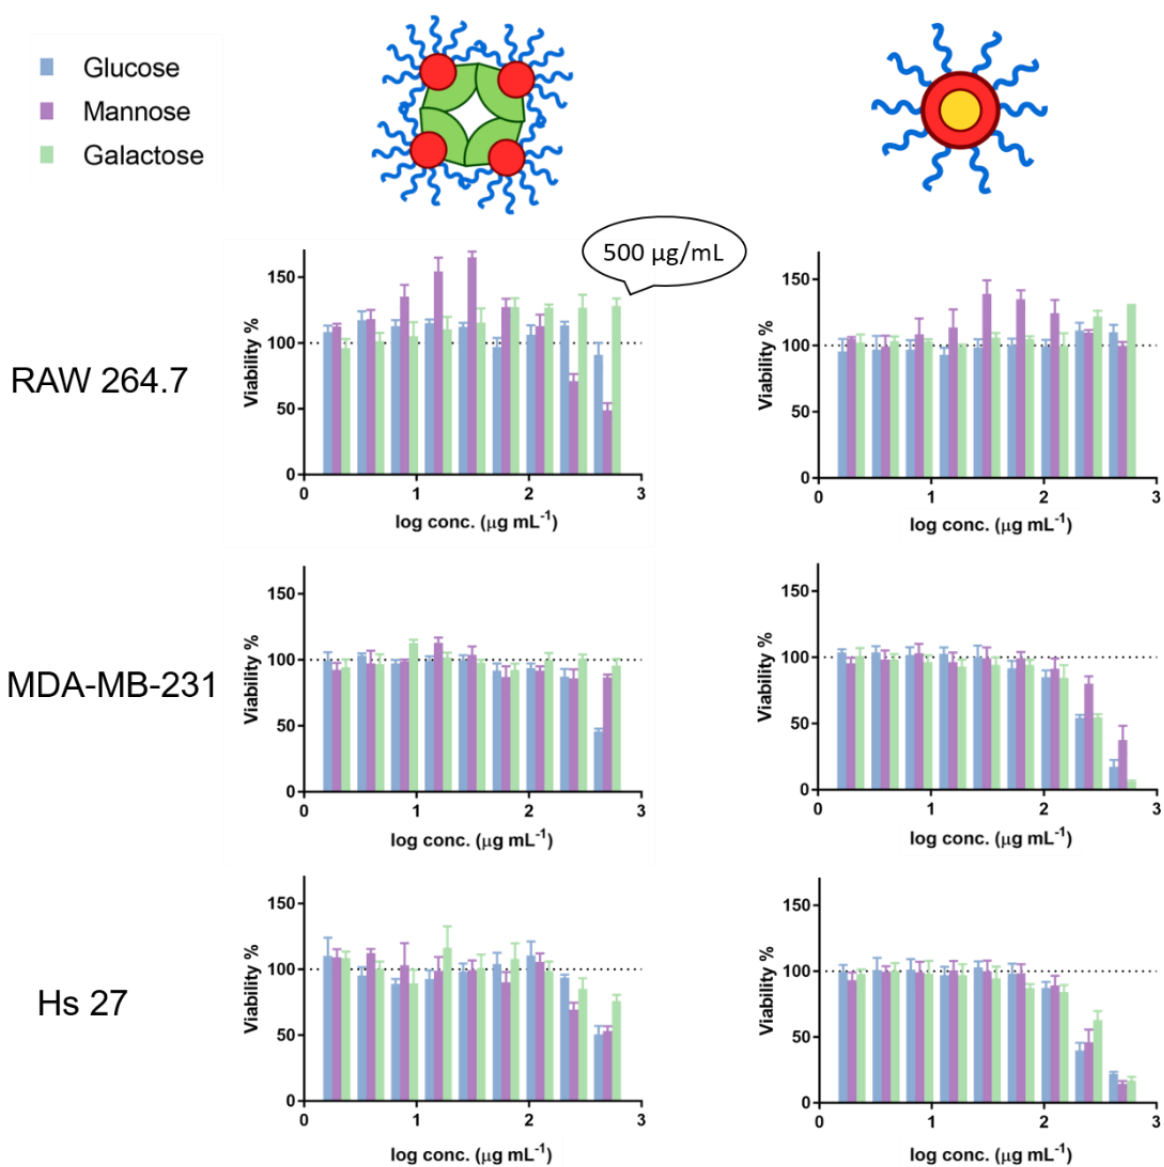 Glucose
Mannose
Galactose
500 μg/mL
RAW 264.7
Viability %
150
100
50
0
0 1 2 3
log conc. (μg mL⁻¹)
Viability %
150
100
50
0
0 1 2 3
log conc. (μg mL⁻¹)
MDA-MB-231
Viability %
150
100
50
0
0 1 2 3
log conc. (μg mL⁻¹)
Viability %
150
100
50
0
0 1 2 3
log conc. (μg mL⁻¹)
Hs 27
Viability %
150
100
50
0
0 1 2 3
log conc. (μg mL⁻¹)
Viability %
150
100
50
0
0 1 2 3
log conc. (μg mL⁻¹)